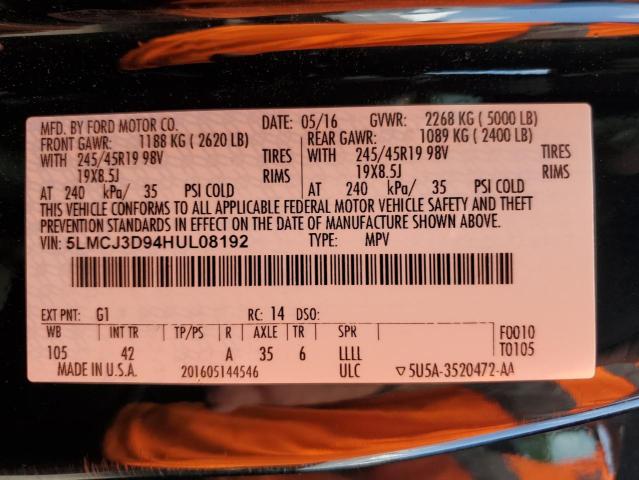 MFD. BY FORD MOTOR CO. DATE: 05/16 GVWR: 2268 KG ( 5000 LB)
FRONT GAWR: 1188 KG ( 2620 LB) REAR GAWR: 1089 KG ( 2400 LB)
WITH 245/45R19 98V TIRES WITH 245/45R19 98V TIRES
19X8.5J RIMS 19X8.5J RIMS
AT 240 kPa/ 35 PSI COLD AT 240 kPa/ 35 PSI COLD
THIS VEHICLE CONFORMS TO ALL APPLICABLE FEDERAL MOTOR VEHICLE SAFETY AND THEFT
PREVENTION STANDARDS IN EFFECT ON THE DATE OF MANUFACTURE SHOWN ABOVE.
VIN: 5LMCJ3D94HUL08192 TYPE: MPV
EXT PNT: G1 RC: 14 DSO:
WB INT TR TP/PS R AXLE TR SPR F0010
105 42 A 35 6 LLLL T0105
MADE IN U.S.A. 201605144546 ULC ▽5U5A-3520472-AA